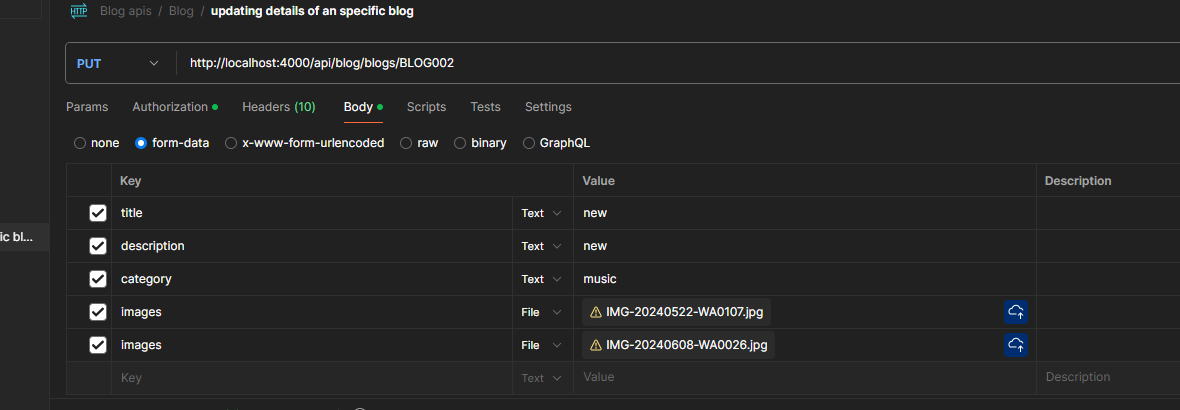 HTTP Blog apis / Blog / updating details of an specific blog
PUT http://localhost:4000/api/blog/blogs/BLOG002
Params Authorization Headers (10) Body Scripts Tests Settings
none form-data x-www-form-urlencoded raw binary GraphQL
Key Value Description
title Text new
ic bl... description Text new
category Text music
images File IMG-20240522-WA0107.jpg
images File IMG-20240608-WA0026.jpg
Key Text Value Description